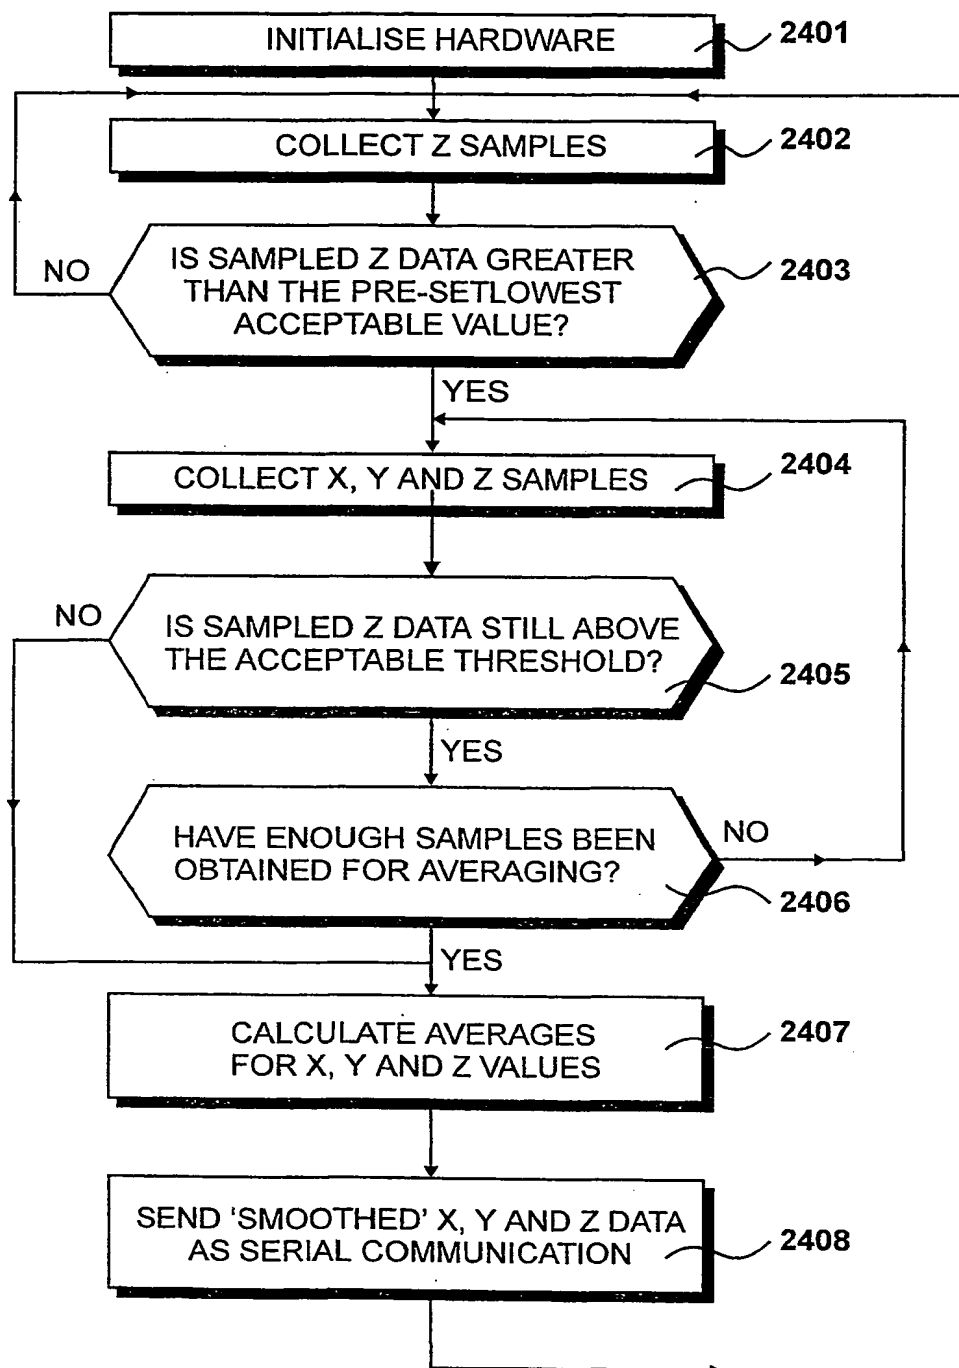 INITIALISE HARDWARE
2401
COLLECT Z SAMPLES
2402
IS SAMPLED Z DATA GREATER
THAN THE PRE-SETLOWEST
ACCEPTABLE VALUE?
2403
NO
YES
COLLECT X, Y AND Z SAMPLES
2404
IS SAMPLED Z DATA STILL ABOVE
THE ACCEPTABLE THRESHOLD?
2405
NO
YES
HAVE ENOUGH SAMPLES BEEN
OBTAINED FOR AVERAGING?
2406
NO
YES
CALCULATE AVERAGES
FOR X, Y AND Z VALUES
2407
SEND 'SMOOTHED' X, Y AND Z DATA
AS SERIAL COMMUNICATION
2408